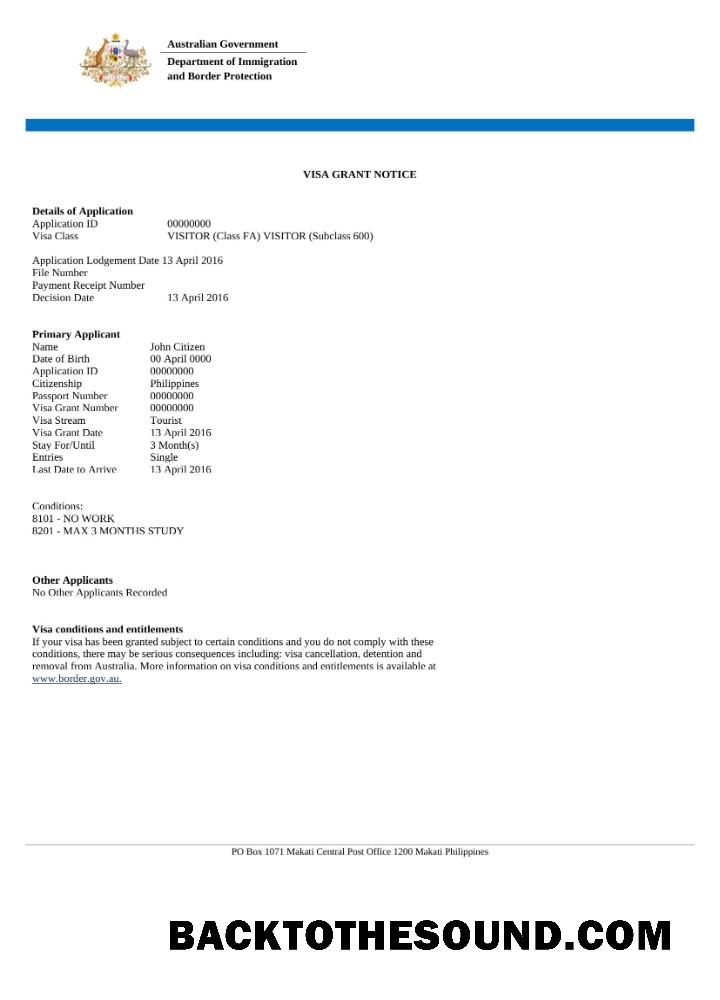 Australian Government
Department of Immigration
and Border Protection
VISA GRANT NOTICE
Details of Application
Application ID 00000000
Visa Class VISITOR (Class FA) VISITOR (Subclass 600)
Application Lodgement Date 13 April 2016
File Number
Payment Receipt Number
Decision Date 13 April 2016
Primary Applicant
Name John Citizen
Date of Birth 00 April 0000
Application ID 00000000
Citizenship Philippines
Passport Number 00000000
Visa Grant Number 00000000
Visa Stream Tourist
Visa Grant Date 13 April 2016
Stay For/Until 3 Month(s)
Entries Single
Last Date to Arrive 13 April 2016
Conditions:
8101 - NO WORK
8201 - MAX 3 MONTHS STUDY
Other Applicants
No Other Applicants Recorded
Visa conditions and entitlements
If your visa has been granted subject to certain conditions and you do not comply with these
conditions, there may be serious consequences including: visa cancellation, detention and
removal from Australia. More information on visa conditions and entitlements is available at
www.border.gov.au.
PO Box 1071 Makati Central Post Office 1200 Makati Philippines
BACKTOTHESOUND.COM